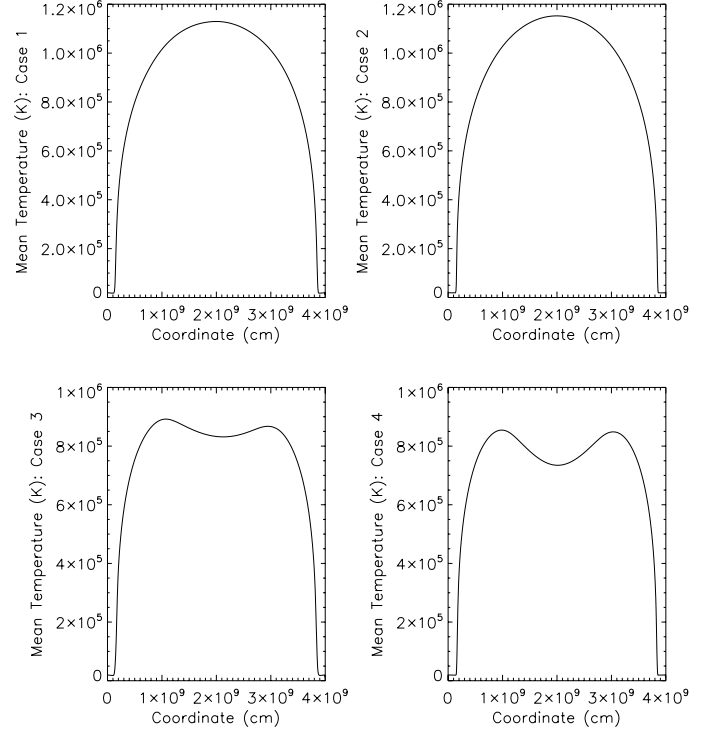 Mean Temperature (K): Case 1
1.2×10⁶
1.0×10⁶
8.0×10⁵
6.0×10⁵
4.0×10⁵
2.0×10⁵
0
0 1×10⁹ 2×10⁹ 3×10⁹ 4×10⁹
Coordinate (cm)
Mean Temperature (K): Case 2
1.2×10⁶
1.0×10⁶
8.0×10⁵
6.0×10⁵
4.0×10⁵
2.0×10⁵
0
0 1×10⁹ 2×10⁹ 3×10⁹ 4×10⁹
Coordinate (cm)
Mean Temperature (K): Case 3
1×10⁶
8×10⁵
6×10⁵
4×10⁵
2×10⁵
0
0 1×10⁹ 2×10⁹ 3×10⁹ 4×10⁹
Coordinate (cm)
Mean Temperature (K): Case 4
1×10⁶
8×10⁵
6×10⁵
4×10⁵
2×10⁵
0
0 1×10⁹ 2×10⁹ 3×10⁹ 4×10⁹
Coordinate (cm)